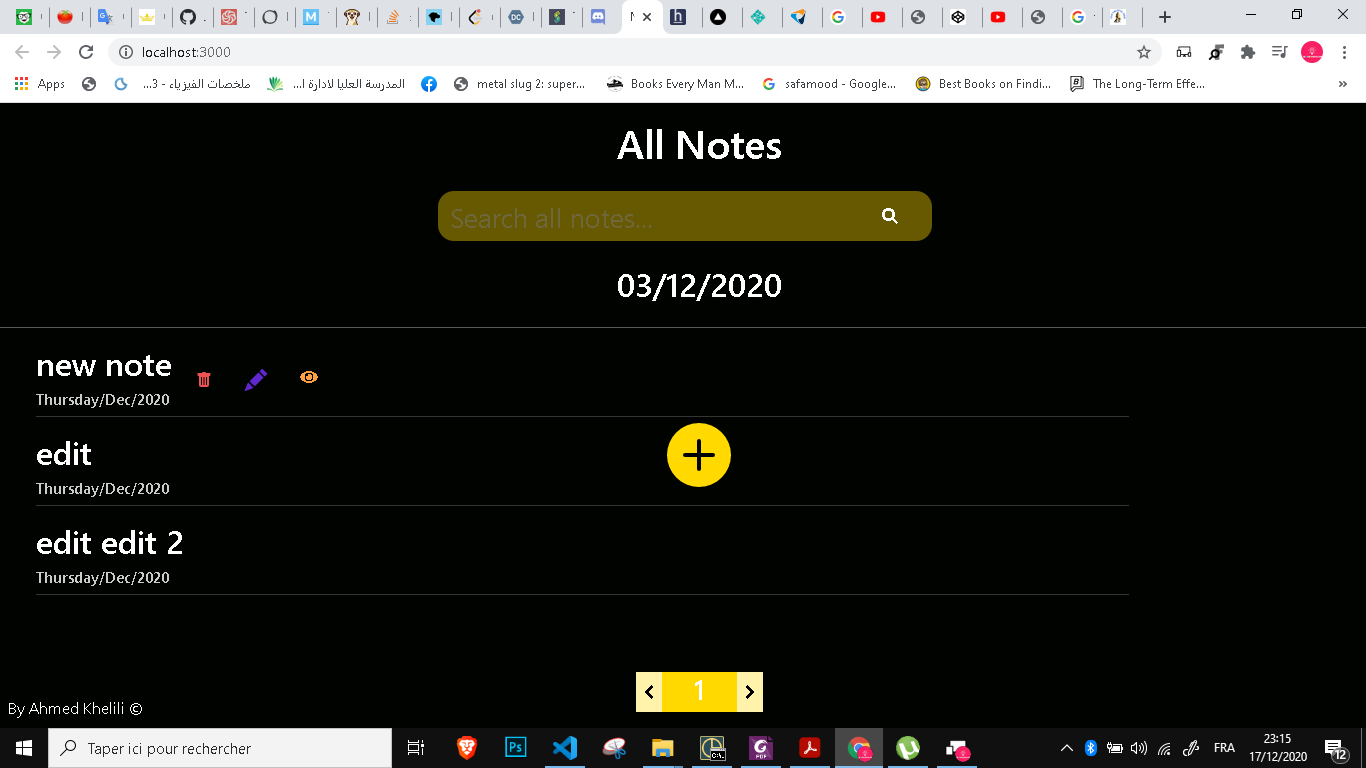 localhost:3000
Apps
ملخصات الفيزياء - 3...
المدرسة العليا لادارة ا...
metal slug 2: super...
Books Every Man M...
safamood - Google...
Best Books on Findi...
The Long-Term Effe...
»
All Notes
Search all notes...
03/12/2020
new note
Thursday/Dec/2020
edit
Thursday/Dec/2020
edit edit 2
Thursday/Dec/2020
1
By Ahmed Khelili ©
Taper ici pour rechercher
Ps
PDF
C:\.
FRA
23:15
17/12/2020
12